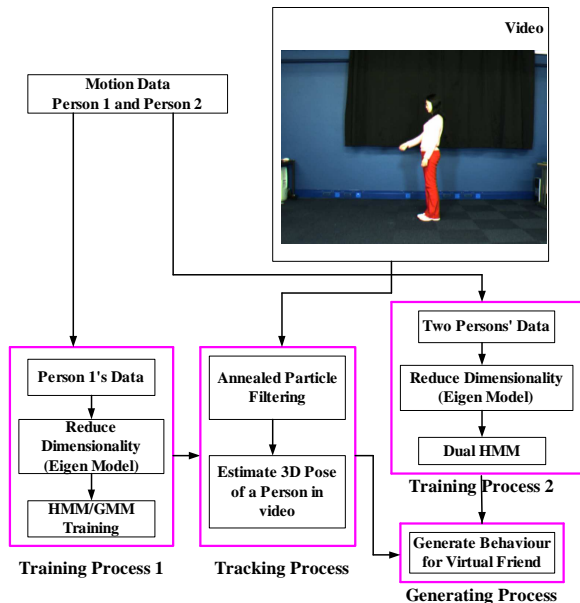 Video
Motion Data
Person 1 and Person 2
Person 1's Data
Reduce
Dimensionality
(Eigen Model)
HMM/GMM
Training
Training Process 1
Annealed Particle
Filtering
Estimate 3D Pose
of a Person in
video
Tracking Process
Two Persons' Data
Reduce Dimensionality
(Eigen Model)
Dual HMM
Training Process 2
Generate Behaviour
for Virtual Friend
Generating Process